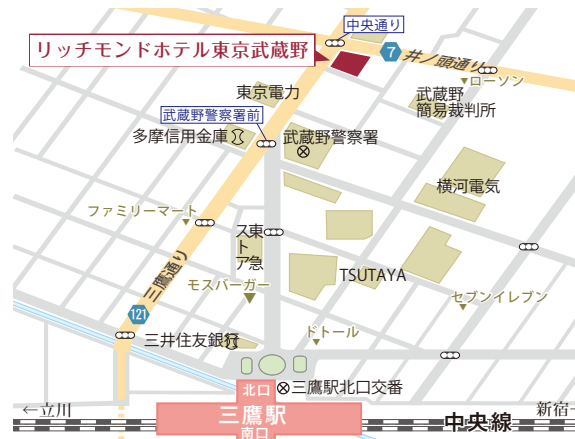 中央通り
リッチモンドホテル東京武蔵野
7
井ノ頭通り
ローソン
東京電力
武蔵野
簡易裁判所
武蔵野警察署前
多摩信用金庫
武蔵野警察署
横河電気
ファミリーマート
東急
ストア
三鷹通り
モスバーガー
TSUTAYA
セブンイレブン
121
三井住友銀行
ドトール
北口
三鷹駅北口交番
←立川
新宿
三鷹駅
中央線
南口